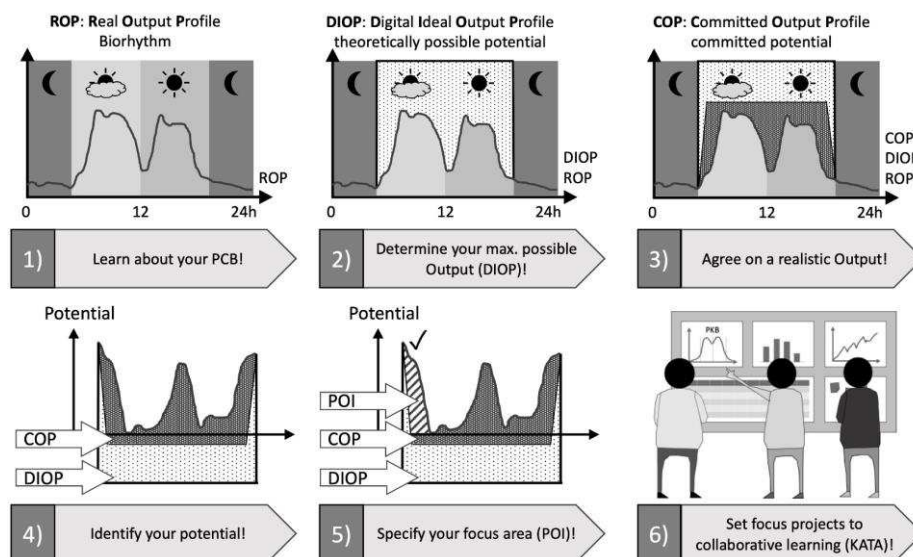 ROP: Real Output Profile
Biorhythm
ROP
0 12 24h
1) Learn about your PCB!
DIOP: Digital Ideal Output Profile
theoretically possible potential
DIOP
ROP
0 12 24h
2) Determine your max. possible
Output (DIOP)!
COP: Committed Output Profile
committed potential
COP
DIOP
ROP
0 12 24h
3) Agree on a realistic Output!
Potential
COP
DIOP
4) Identify your potential!
Potential
POI
COP
DIOP
5) Specify your focus area (POI)!
PKB
6) Set focus projects to
collaborative learning (KATA)!